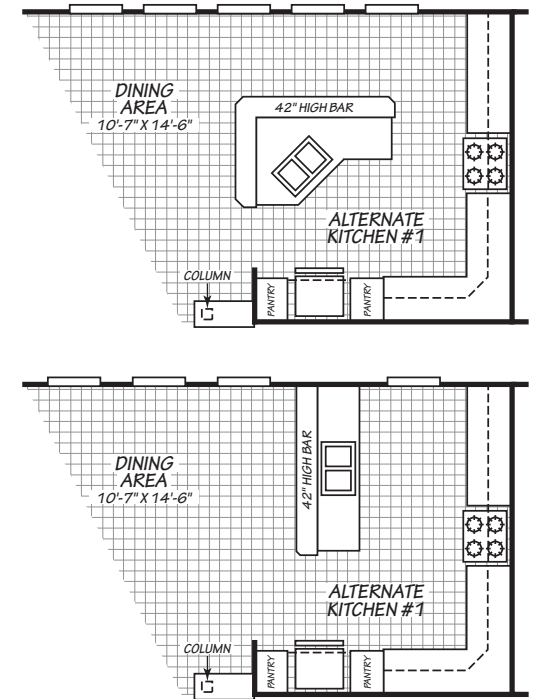 DINING
AREA
10'-7" X 14'-6"
42" HIGH BAR
ALTERNATE
KITCHEN #1
COLUMN
PANTRY
PANTRY
DINING
AREA
10'-7" X 14'-6"
42" HIGH BAR
ALTERNATE
KITCHEN #1
COLUMN
PANTRY
PANTRY